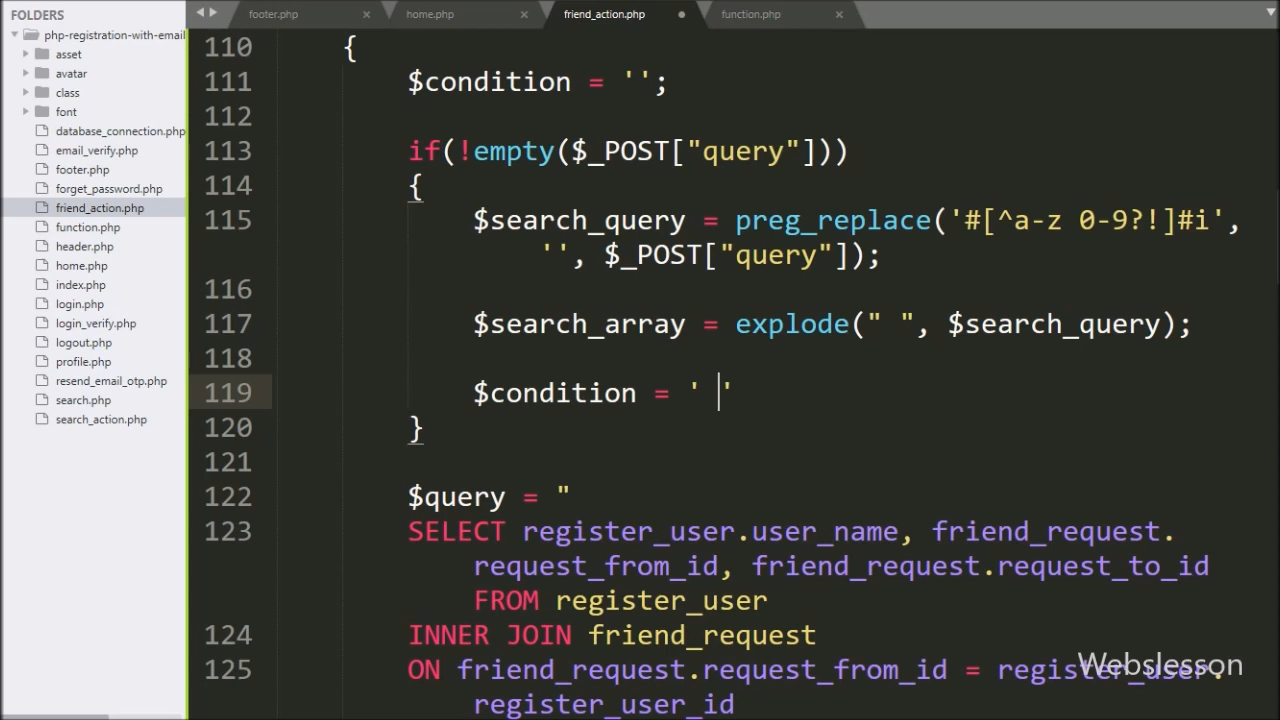 FOLDERS
php-registration-with-email
asset
avatar
class
font
database_connection.php
email_verify.php
footer.php
forget_password.php
friend_action.php
function.php
header.php
home.php
index.php
login.php
login_verify.php
logout.php
profile.php
resend_email_otp.php
search.php
search_action.php
footer.php × home.php × friend_action.php function.php ×
110 {
111 $condition = '';
112
113 if(!empty($_POST["query"]))
114 {
115 $search_query = preg_replace('#[^a-z 0-9?!]#i',
'', $_POST["query"]);
116
117 $search_array = explode(" ", $search_query);
118
119 $condition = ' '
120 }
121
122 $query = "
123 SELECT register_user.user_name, friend_request.
request_from_id, friend_request.request_to_id
FROM register_user
124 INNER JOIN friend_request
125 ON friend_request.request_from_id = register_user.
register_user_id
Webslesson